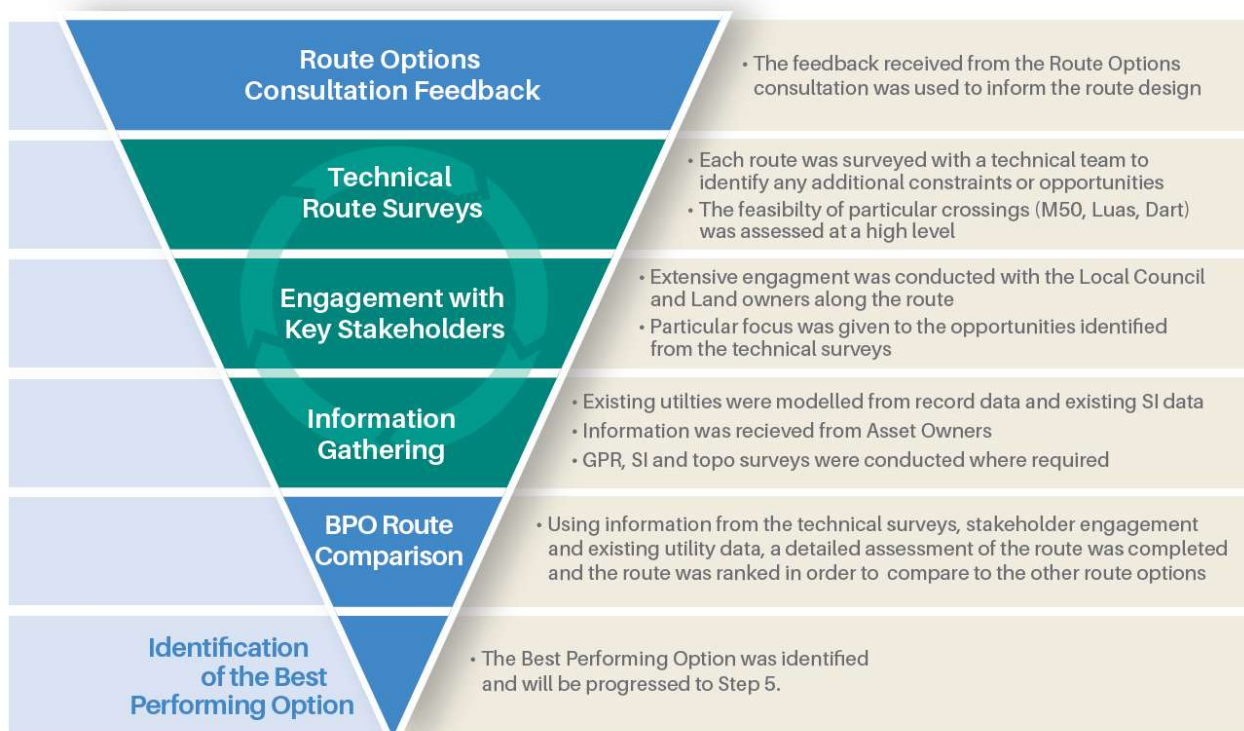 Route Options
Consultation Feedback
• The feedback received from the Route Options
consultation was used to inform the route design
Technical
Route Surveys
• Each route was surveyed with a technical team to
identify any additional constraints or opportunities
• The feasibilty of particular crossings (M50, Luas, Dart)
was assessed at a high level
Engagement with
Key Stakeholders
• Extensive engagment was conducted with the Local Council
and Land owners along the route
• Particular focus was given to the opportunities identified
from the technical surveys
Information
Gathering
• Existing utilties were modelled from record data and existing SI data
• Information was recieved from Asset Owners
• GPR, SI and topo surveys were conducted where required
BPO Route
Comparison
• Using information from the technical surveys, stakeholder engagement
and existing utility data, a detailed assessment of the route was completed
and the route was ranked in order to compare to the other route options
Identification
of the Best
Performing Option
• The Best Performing Option was identified
and will be progressed to Step 5.